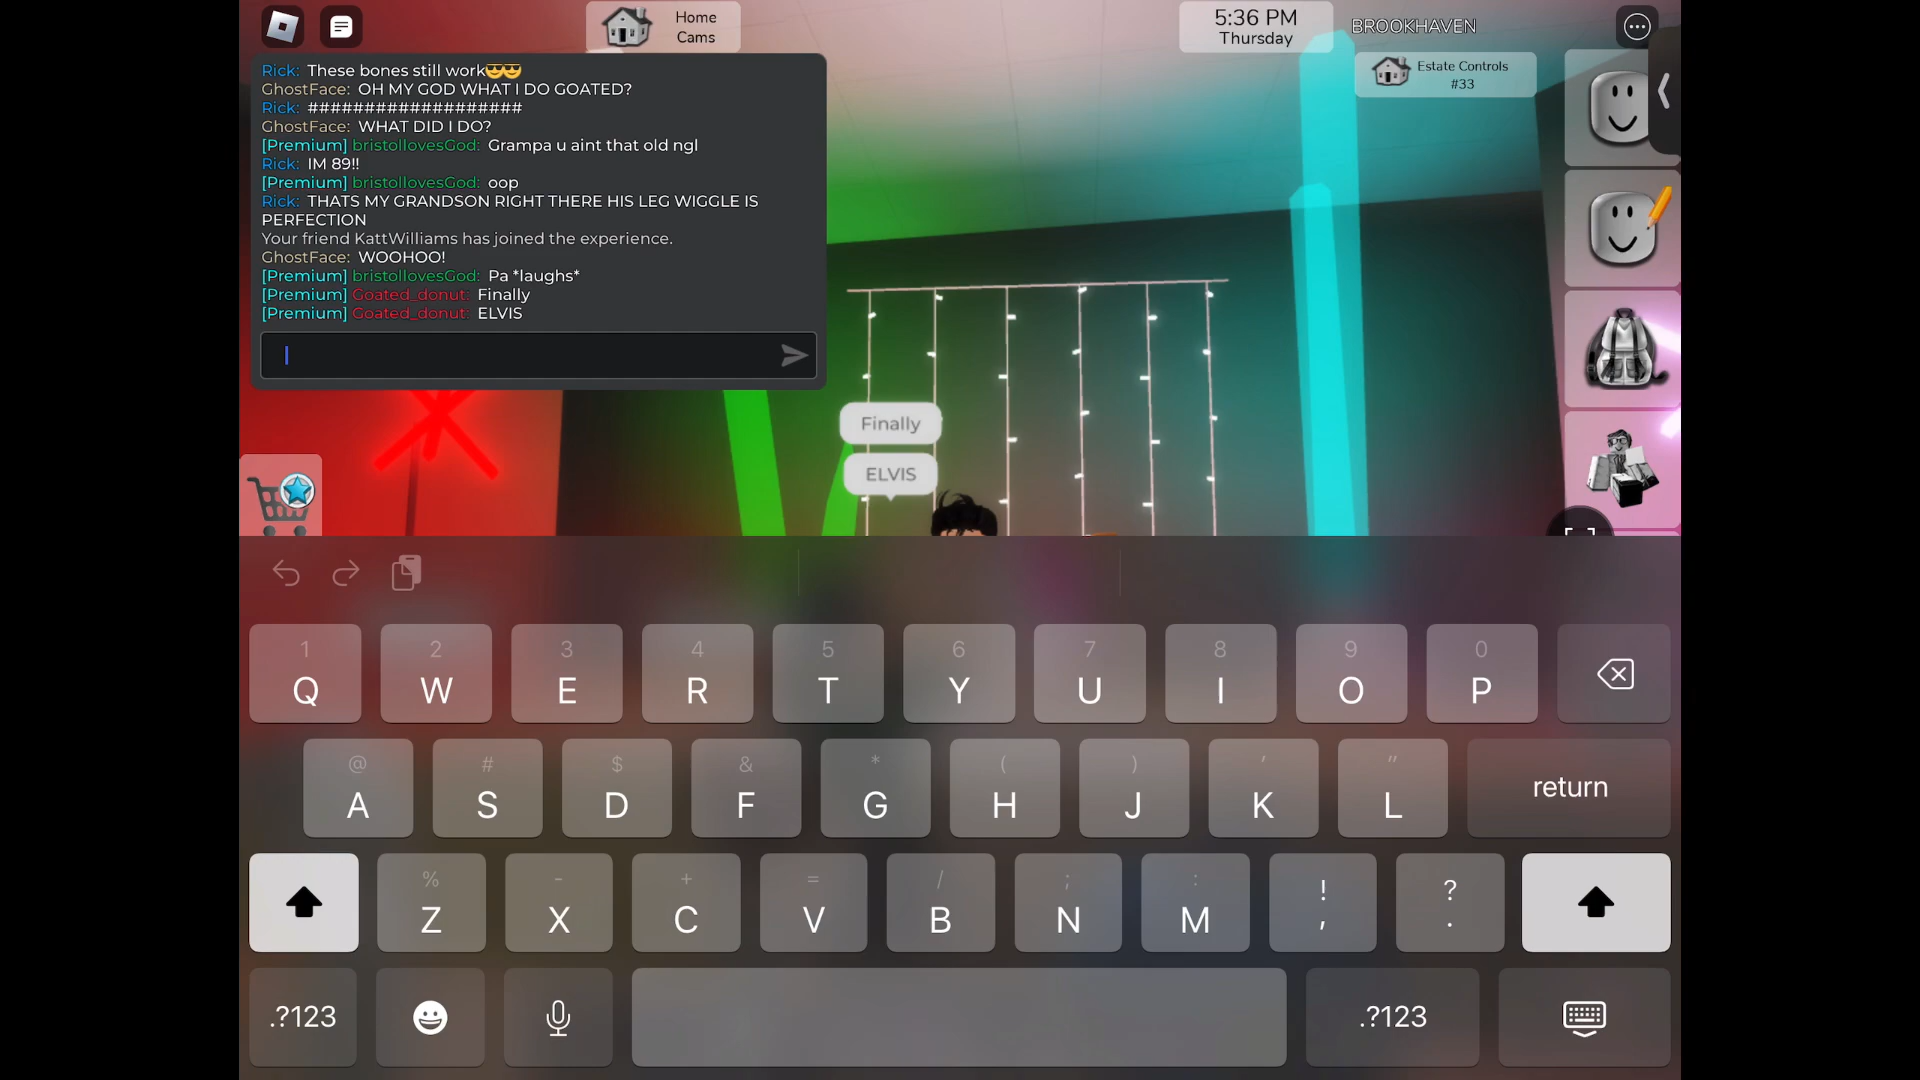 Home
Cams
5:36 PM
Thursday
BROOKHAVEN
Estate Controls
#33
Rick: These bones still work😎😎
GhostFace: OH MY GOD WHAT I DO GOATED?
Rick: ###################
GhostFace: WHAT DID I DO?
[Premium] bristollovesGod: Grampa u aint that old ngl
Rick: IM 89!!
[Premium] bristollovesGod: oop
Rick: THATS MY GRANDSON RIGHT THERE HIS LEG WIGGLE IS
PERFECTION
Your friend KattWilliams has joined the experience.
GhostFace: WOOHOO!
[Premium] bristollovesGod: Pa *laughs*
[Premium] Goated_donut: Finally
[Premium] Goated_donut: ELVIS
Finally
ELVIS
1 2 3 4 5 6 7 8 9 0
Q W E R T Y U I O P
@ # $ & * ( ) ' "
A S D F G H J K L return
% - + = / ; : ! ?
Z X C V B N M , .
.?123 .?123